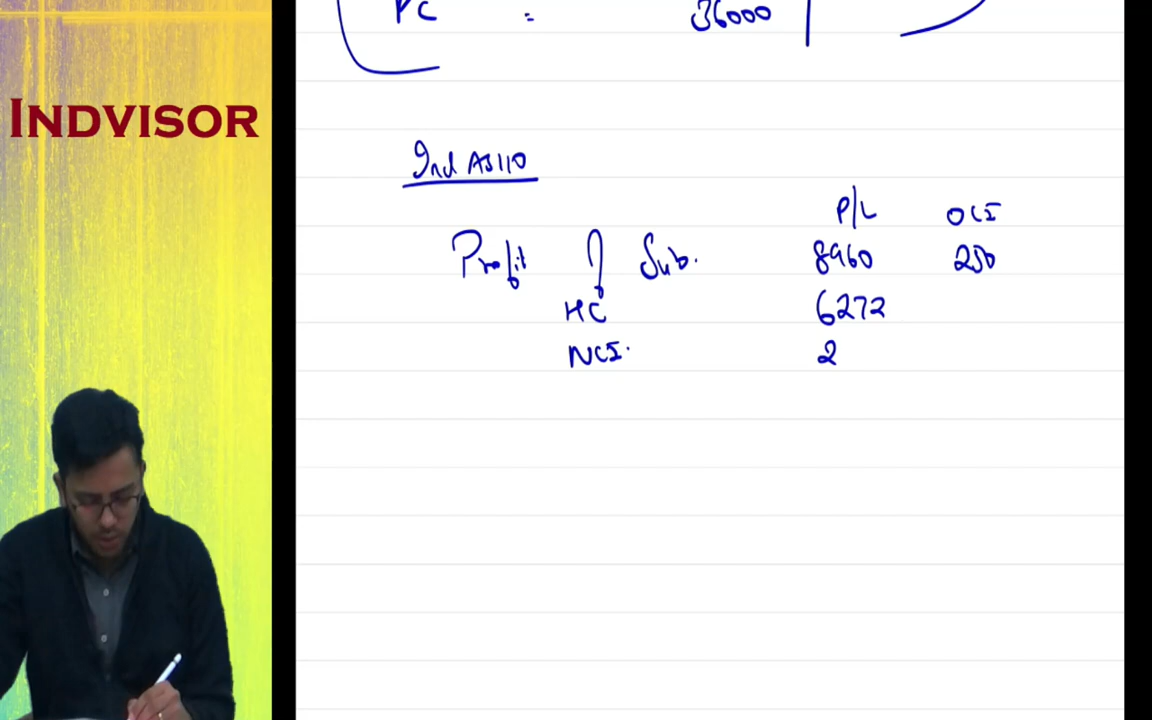 PC = 36000
INDVISOR
Ind AS 110
P/L OCI
Profit of Sub. 8960 250
HC 6272
NCI. 2